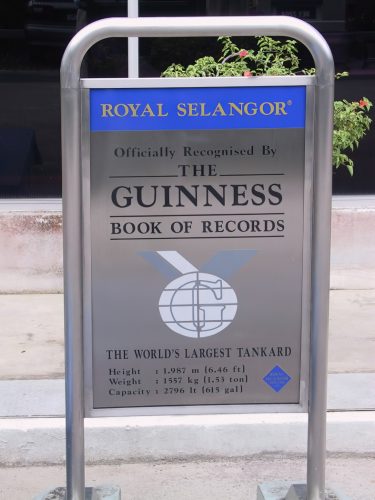 ROYAL SELANGOR®
Officially Recognised By
THE
GUINNESS
BOOK OF RECORDS
G
THE WORLD'S LARGEST TANKARD
Height : 1.987 m (6.46 ft)
Weight : 1557 kg (1.53 ton)
Capacity : 2796 lt (615 gal)